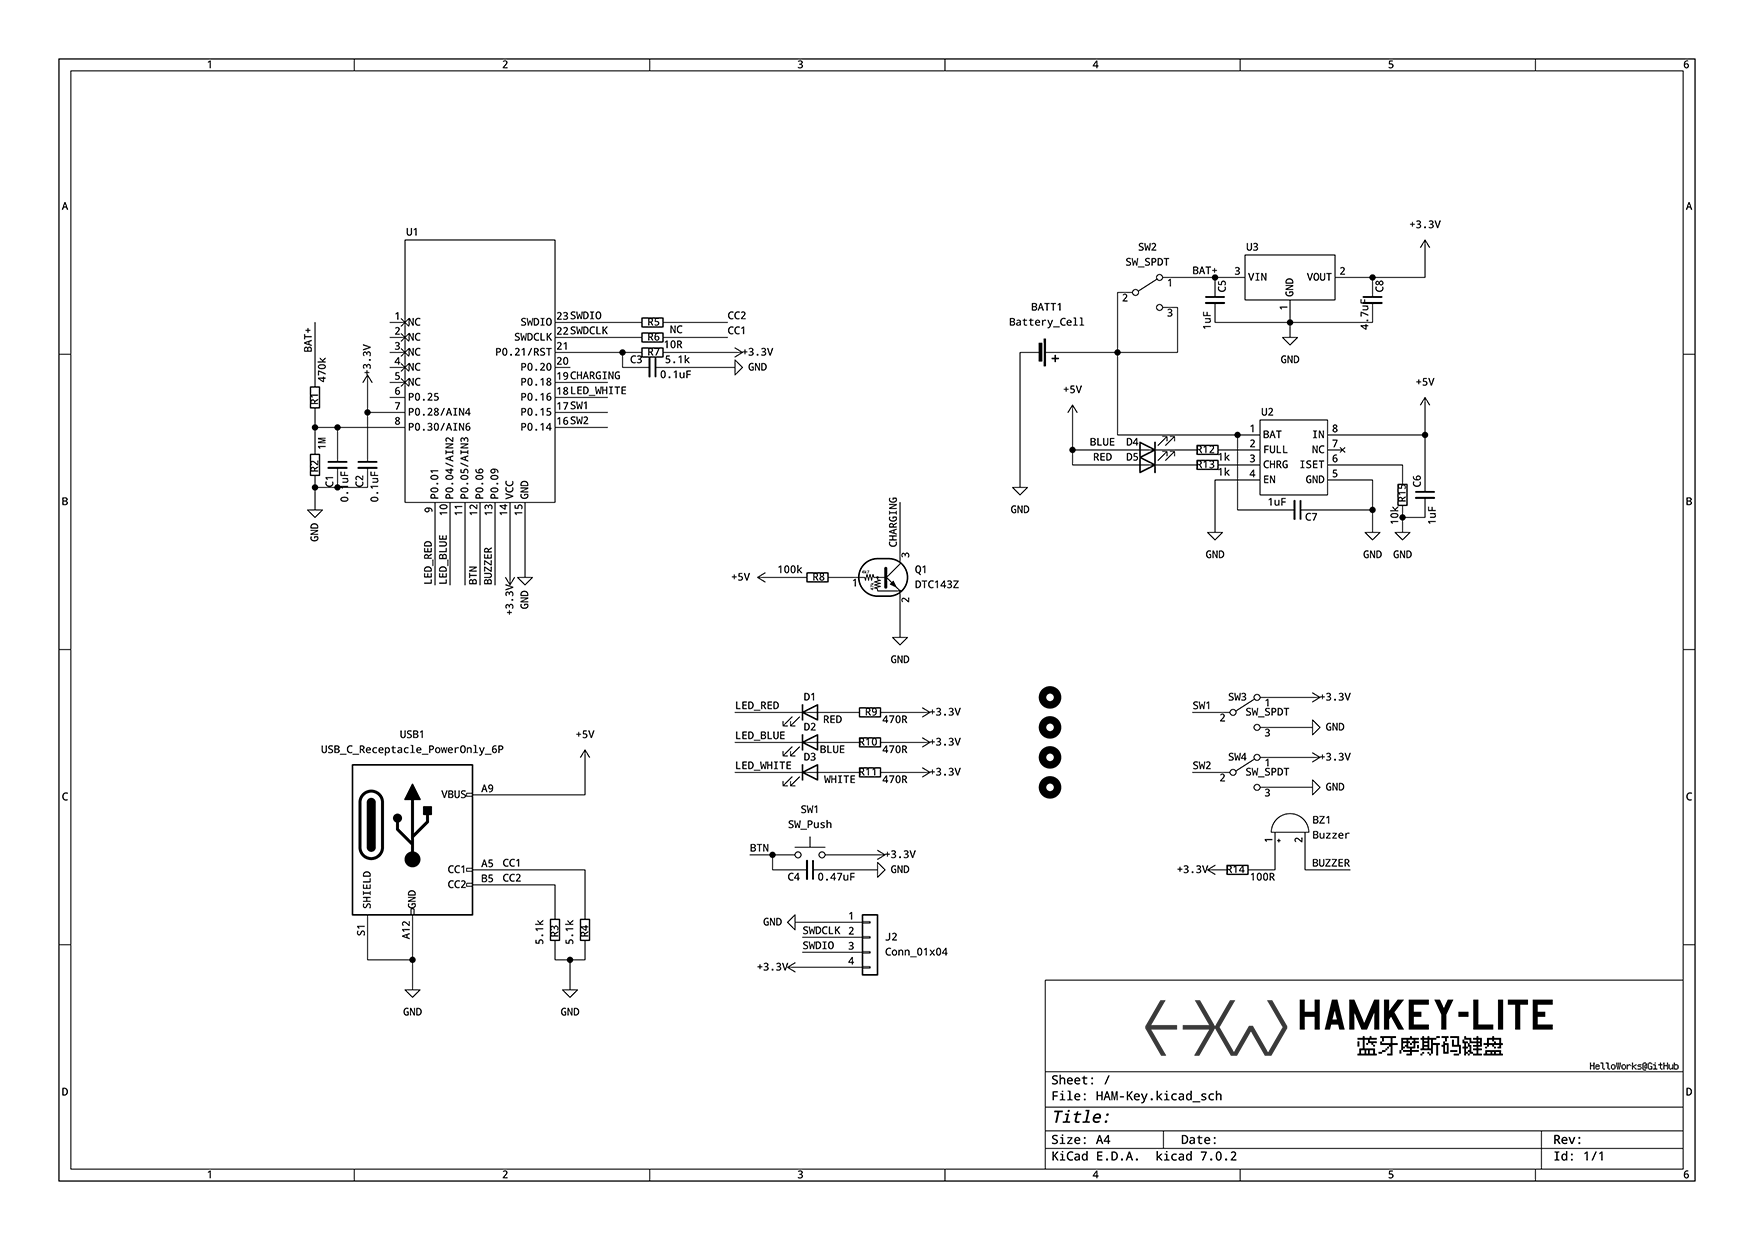 1 2 3 4 5 6
A
B
C
D
A
B
C
D
U1
1 NC
2 NC
3 NC
4 NC
5 NC
6 P0.25
7 P0.28/AIN4
8 P0.30/AIN6
SWDIO 23 SWDIO
SWDCLK 22 SWDCLK
P0.21/RST 21
P0.20 20
P0.18 19 CHARGING
P0.16 18 LED_WHITE
P0.15 17 SW1
P0.14 16 SW2
P0.01 9 LED_RED
P0.04/AIN2 10 LED_BLUE
P0.05/AIN3 11
P0.06 12 BTN
P0.09 13 BUZZER
VCC 14 +3.3V
GND 15 GND
BAT+
470k
R1
+3.3V
1M
R2
C1
0.1uF
C2
0.1uF
GND
R5 CC2
R6 NC CC1
10R
R7 +3.3V
C3 5.1k GND
0.1uF
SW2
SW_SPDT
1
2
3
BATT1
Battery_Cell
+
GND
BAT+
C5
1uF
U3
3 VIN
VOUT 2
GND
1
C8
4.7uF
+3.3V
GND
+5V
BLUE D4
RED D5
R12
1k
R13
1k
U2
1 BAT
2 FULL
3 CHRG
4 EN
IN 8
NC 7
ISET 6
GND 5
1uF
C7
+5V
C6
1uF
R15
10k
GND
GND
GND
CHARGING
3
+5V
100k
R8
1
Q1
DTC143Z
2
GND
LED_RED D1 RED R9 470R +3.3V
LED_BLUE D2 BLUE R10 470R +3.3V
LED_WHITE D3 WHITE R11 470R +3.3V
SW1
SW_Push
BTN +3.3V
C4 0.47uF GND
GND 1
SWDCLK 2
SWDIO 3
+3.3V 4
J2
Conn_01x04
SW3
SW1 2 1 +3.3V
SW_SPDT
3 GND
SW4
SW2 2 1 +3.3V
SW_SPDT
3 GND
BZ1
Buzzer
1 + 2
+3.3V R14 100R BUZZER
USB1
USB_C_Receptacle_PowerOnly_6P
+5V
VBUS A9
CC1 A5 CC1
CC2 B5 CC2
SHIELD
GND
S1
A12
GND
5.1k
R3
5.1k
R4
GND
HAMKEY-LITE
蓝牙摩斯码键盘
HelloWorks@GitHub
Sheet: /
File: HAM-Key.kicad_sch
Title:
Size: A4 Date: Rev:
KiCad E.D.A. kicad 7.0.2 Id: 1/1
1 2 3 4 5 6